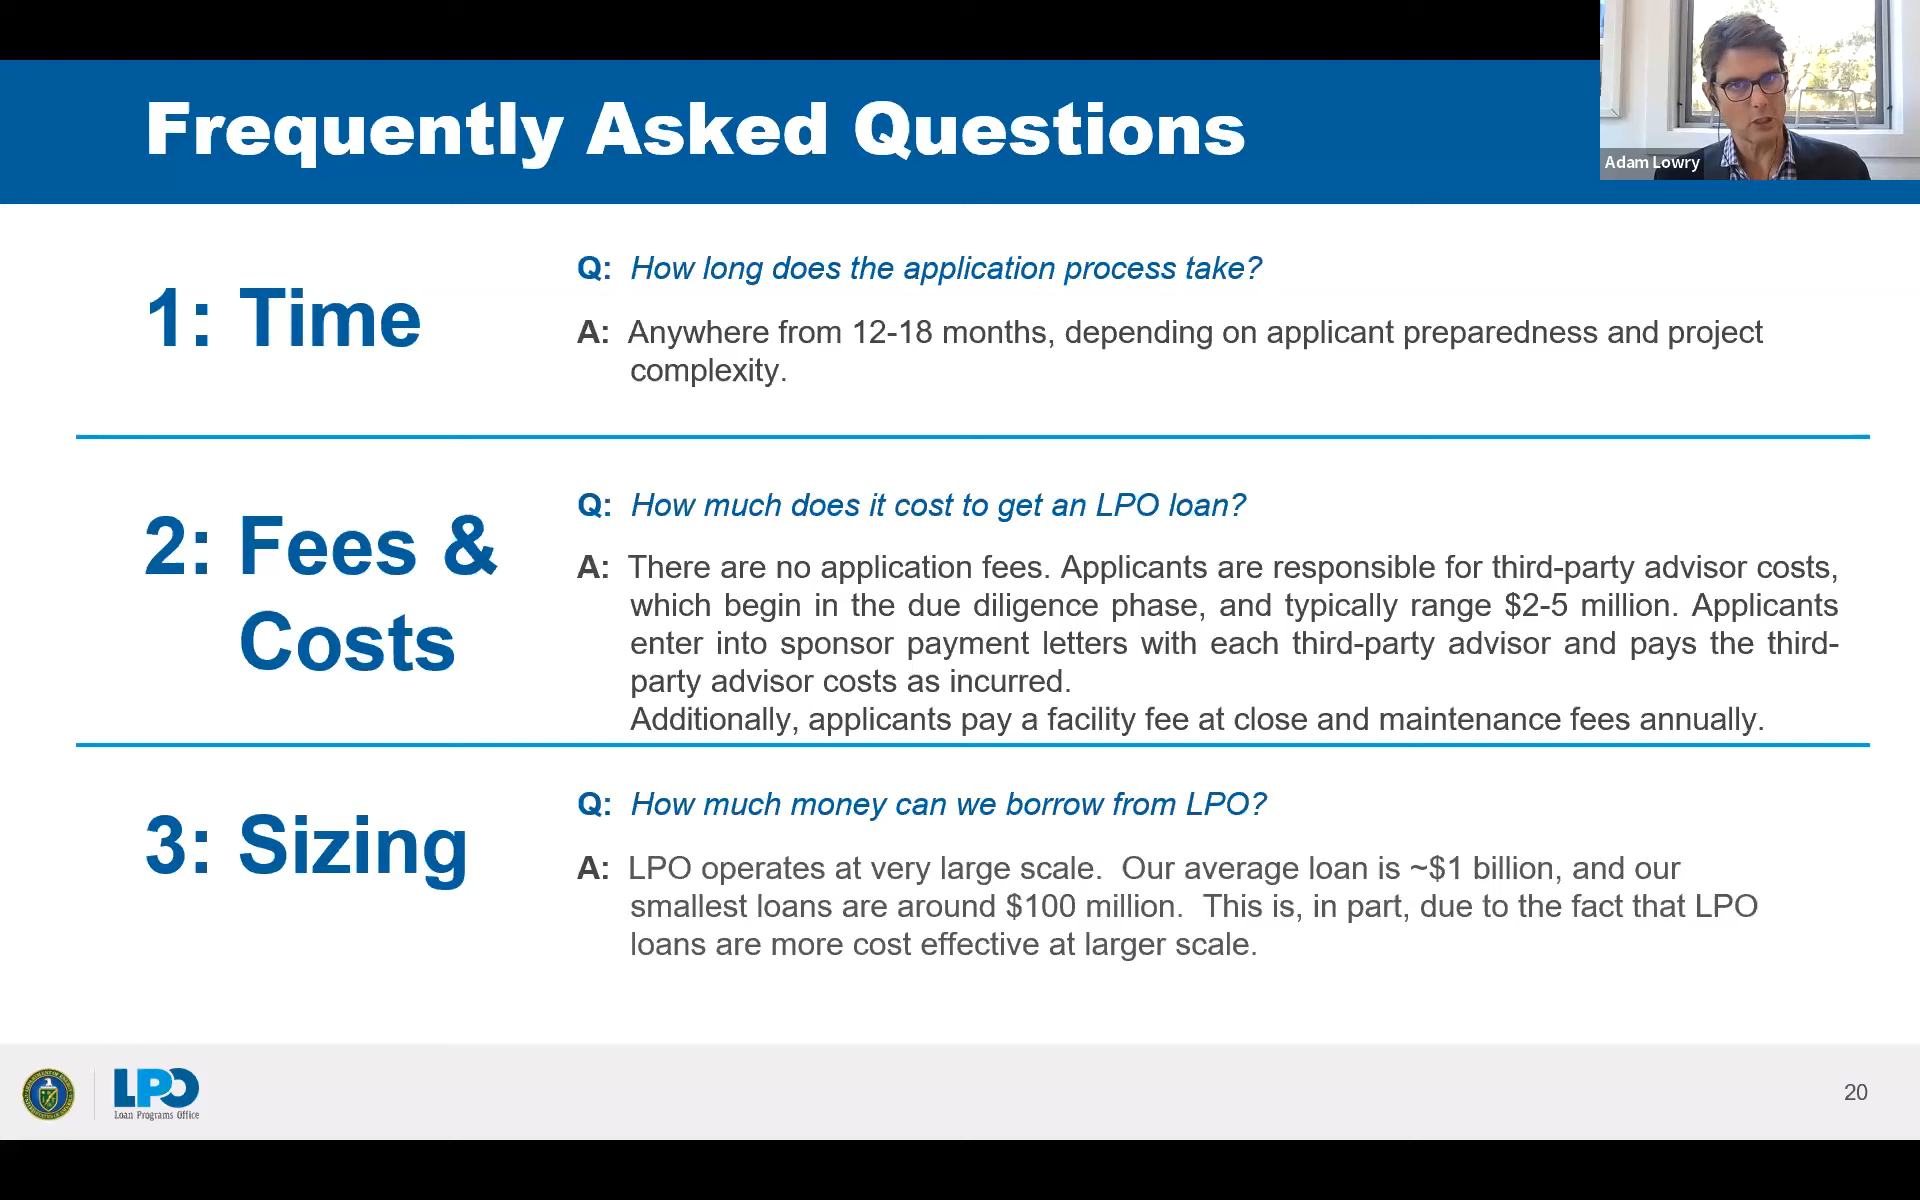 Frequently Asked Questions
Adam Lowry
1: Time
Q: How long does the application process take?
A: Anywhere from 12-18 months, depending on applicant preparedness and project
complexity.
2: Fees &
Costs
Q: How much does it cost to get an LPO loan?
A: There are no application fees. Applicants are responsible for third-party advisor costs,
which begin in the due diligence phase, and typically range $2-5 million. Applicants
enter into sponsor payment letters with each third-party advisor and pays the third-
party advisor costs as incurred.
Additionally, applicants pay a facility fee at close and maintenance fees annually.
3: Sizing
Q: How much money can we borrow from LPO?
A: LPO operates at very large scale.  Our average loan is ~$1 billion, and our
smallest loans are around $100 million.  This is, in part, due to the fact that LPO
loans are more cost effective at larger scale.
LPO
Loan Programs Office
20